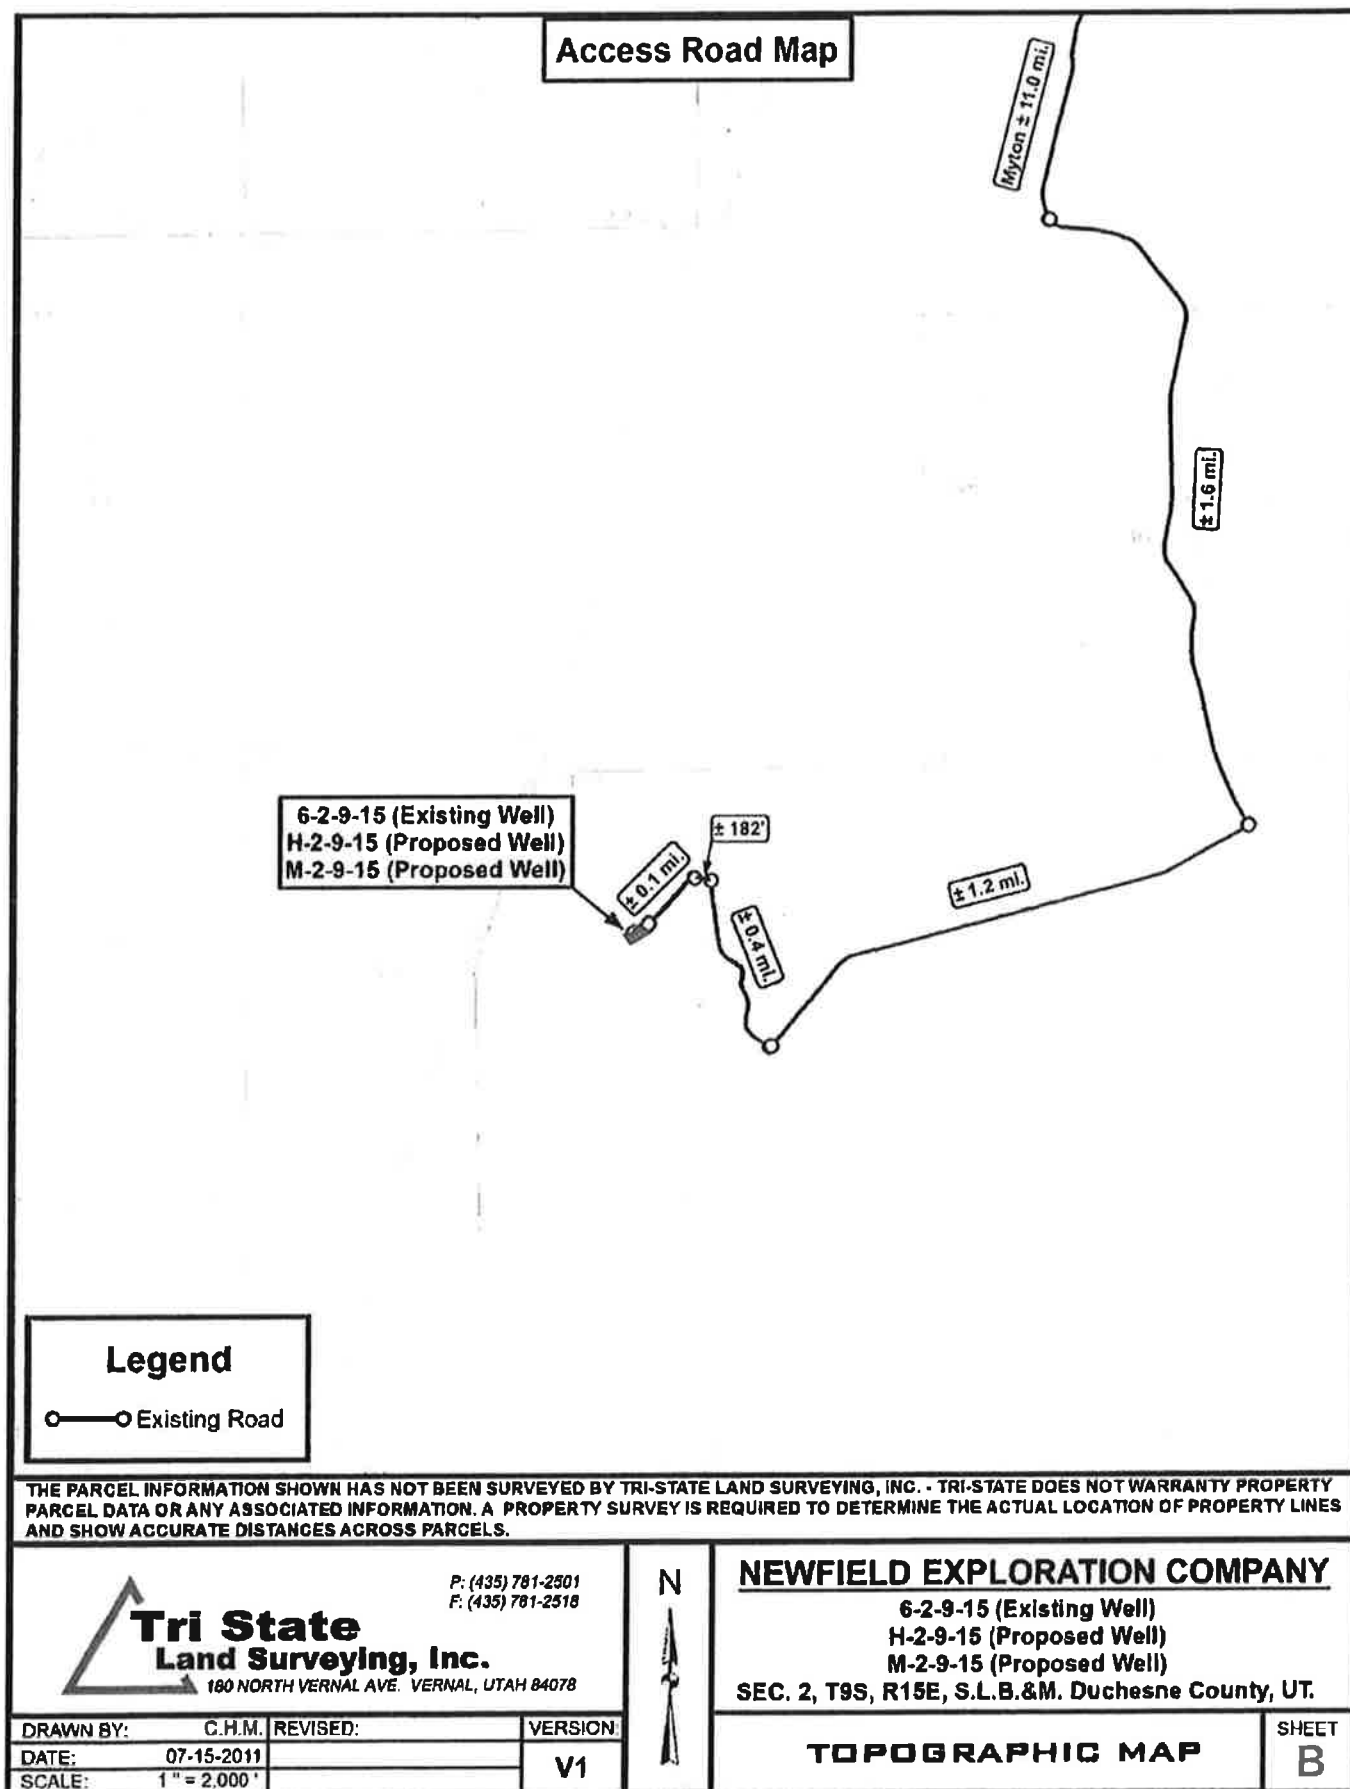 Access Road Map
Myton ± 11.0 mi.
± 1.6 mi.
6-2-9-15 (Existing Well)
H-2-9-15 (Proposed Well)
M-2-9-15 (Proposed Well)
± 182'
± 0.1 mi.
± 1.2 mi.
± 0.4 mi.
Legend
Existing Road
THE PARCEL INFORMATION SHOWN HAS NOT BEEN SURVEYED BY TRI-STATE LAND SURVEYING, INC. - TRI-STATE DOES NOT WARRANTY PROPERTY
PARCEL DATA OR ANY ASSOCIATED INFORMATION. A PROPERTY SURVEY IS REQUIRED TO DETERMINE THE ACTUAL LOCATION OF PROPERTY LINES
AND SHOW ACCURATE DISTANCES ACROSS PARCELS.
P: (435) 781-2501
F: (435) 781-2518
Tri State
Land Surveying, Inc.
180 NORTH VERNAL AVE. VERNAL, UTAH 84078
N
NEWFIELD EXPLORATION COMPANY
6-2-9-15 (Existing Well)
H-2-9-15 (Proposed Well)
M-2-9-15 (Proposed Well)
SEC. 2, T9S, R15E, S.L.B.&M. Duchesne County, UT.
DRAWN BY: C.H.M.
REVISED:
VERSION:
DATE: 07-15-2011
V1
SCALE: 1" = 2,000'
TOPOGRAPHIC MAP
SHEET
B